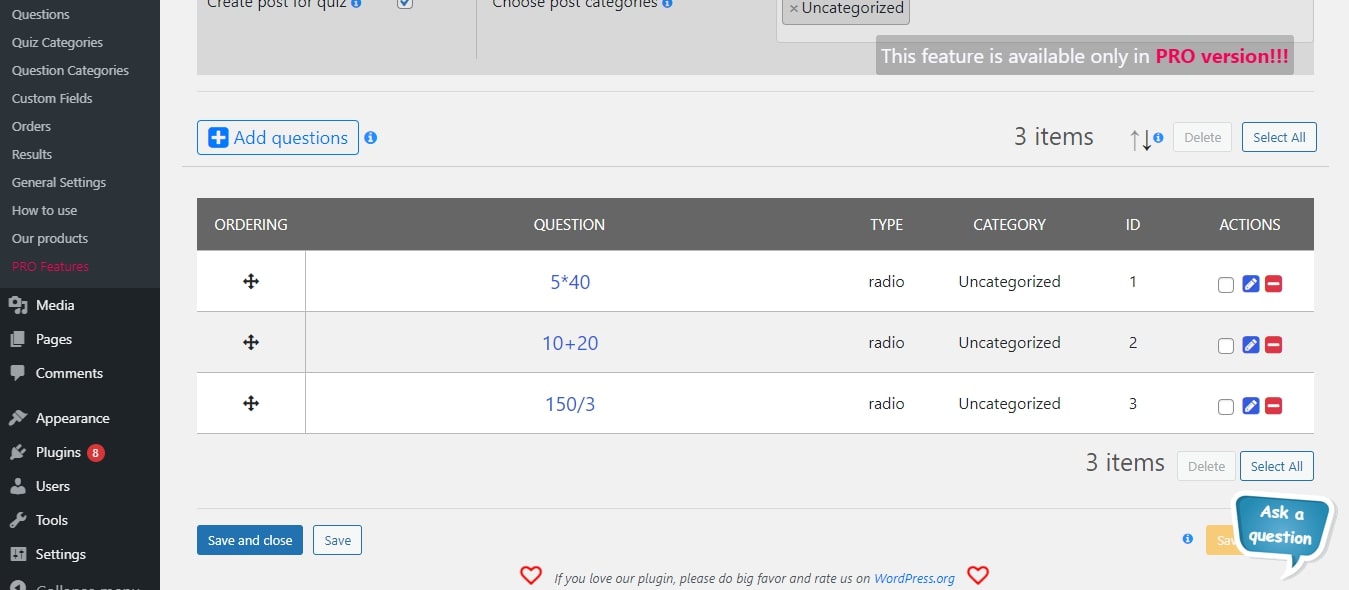 Questions
Quiz Categories
Question Categories
Custom Fields
Orders
Results
General Settings
How to use
Our products
PRO Features
Media
Pages
Comments
Appearance
Plugins 8
Users
Tools
Settings
Collapse menu
Create post for quiz
Choose post categories
× Uncategorized
This feature is available only in PRO version!!!
Add questions
3 items Delete Select All
ORDERING QUESTION TYPE CATEGORY ID ACTIONS
5*40 radio Uncategorized 1
10+20 radio Uncategorized 2
150/3 radio Uncategorized 3
3 items Delete Select All
Save and close Save
Ask a
question
If you love our plugin, please do big favor and rate us on WordPress.org